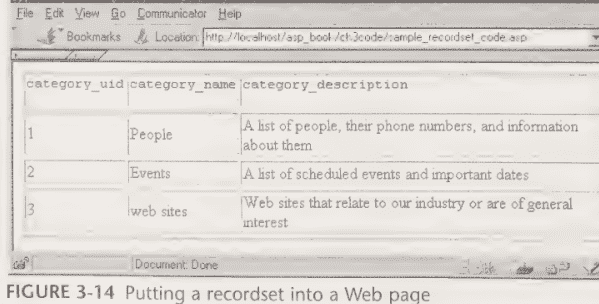 File Edit View Go Communicator Help
Bookmarks Location: http://localhost/asp_book/ch3code/sample_recordset_code.asp
category_uid category_name category_description
1 People A list of people, their phone numbers, and information
about them
2 Events A list of scheduled events and important dates
3 web sites Web sites that relate to our industry or are of general
interest
Document: Done
FIGURE 3-14 Putting a recordset into a Web page